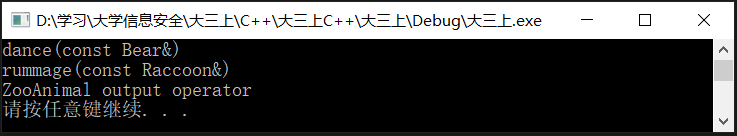 D:\学习\大学信息安全\大三上\C++\大三上C++\大三上\Debug\大三上.exe
dance(const Bear&)
rummage(const Raccoon&)
ZooAnimal output operator
请按任意键继续. . .